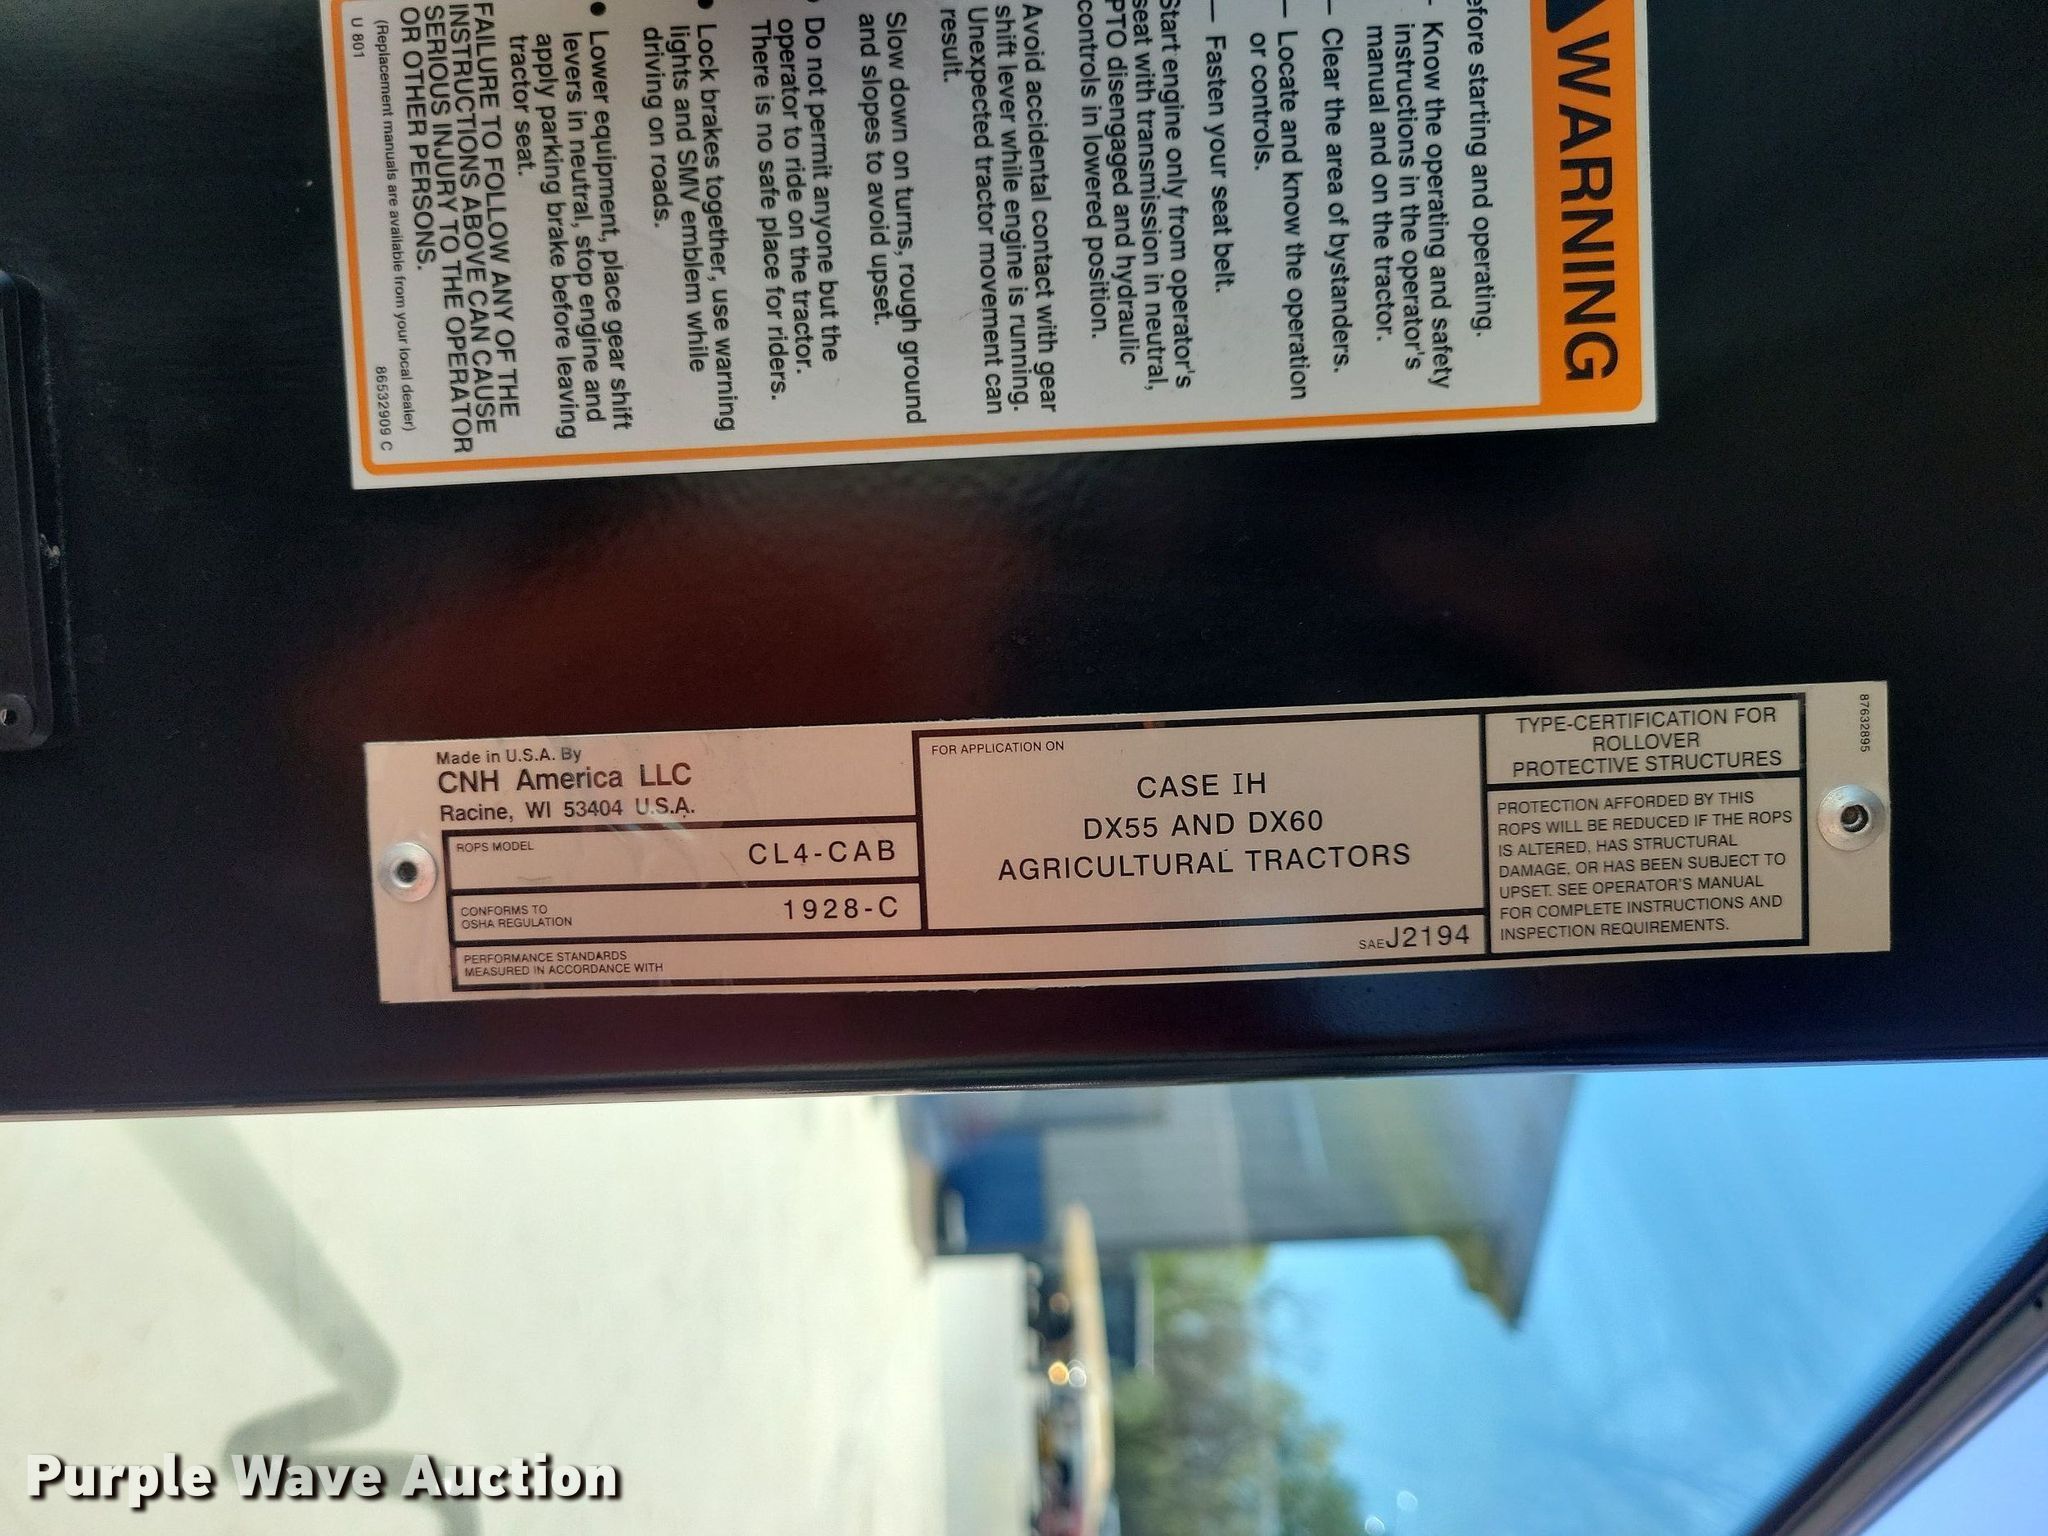 WARNING
efore starting and operating.
- Know the operating and safety
instructions in the operator's
manual and on the tractor.
– Clear the area of bystanders.
– Locate and know the operation
or controls.
— Fasten your seat belt.
Start engine only from operator's
seat with transmission in neutral,
PTO disengaged and hydraulic
controls in lowered position.
Avoid accidental contact with gear
shift lever while engine is running.
Unexpected tractor movement can
result.
Slow down on turns, rough ground
and slopes to avoid upset.
• Do not permit anyone but the
operator to ride on the tractor.
There is no safe place for riders.
• Lock brakes together, use warning
lights and SMV emblem while
driving on roads.
• Lower equipment, place gear shift
levers in neutral, stop engine and
apply parking brake before leaving
tractor seat.
FAILURE TO FOLLOW ANY OF THE
INSTRUCTIONS ABOVE CAN CAUSE
SERIOUS INJURY TO THE OPERATOR
OR OTHER PERSONS.
(Replacement manuals are available from your local dealer)
U 801 86532909 C
Made in U.S.A. By
CNH America LLC
Racine, WI 53404 U.S.A.
ROPS MODEL CL4-CAB
CONFORMS TO
OSHA REGULATION 1928-C
PERFORMANCE STANDARDS
MEASURED IN ACCORDANCE WITH SAE J2194
FOR APPLICATION ON
CASE IH
DX55 AND DX60
AGRICULTURAL TRACTORS
TYPE-CERTIFICATION FOR
ROLLOVER
PROTECTIVE STRUCTURES
PROTECTION AFFORDED BY THIS
ROPS WILL BE REDUCED IF THE ROPS
IS ALTERED, HAS STRUCTURAL
DAMAGE, OR HAS BEEN SUBJECT TO
UPSET. SEE OPERATOR'S MANUAL
FOR COMPLETE INSTRUCTIONS AND
INSPECTION REQUIREMENTS.
87632895
Purple Wave Auction